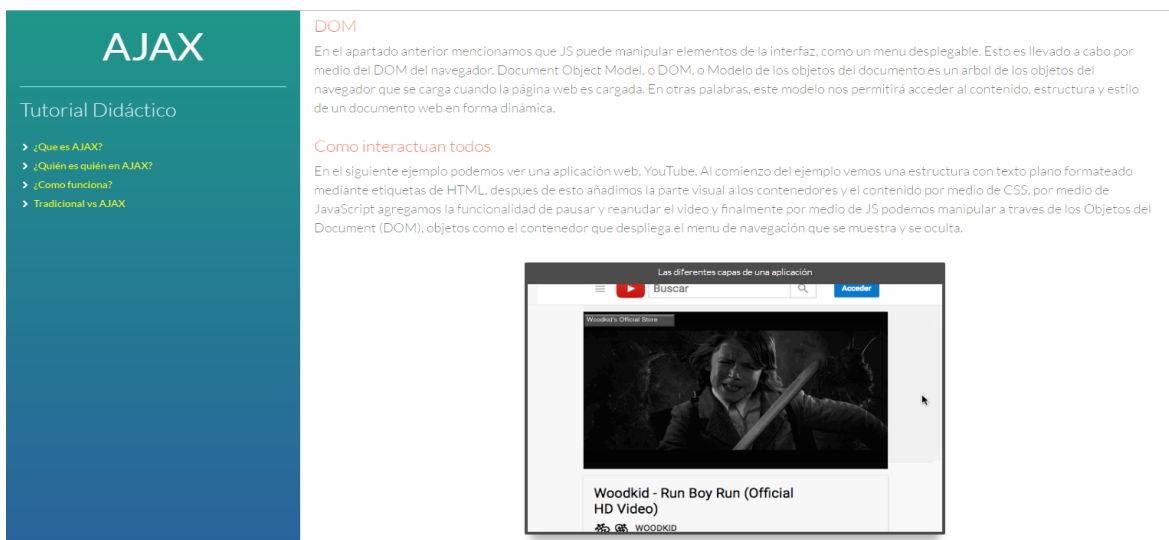 AJAX
Tutorial Didáctico
¿Que es AJAX?
¿Quién es quién en AJAX?
¿Como funciona?
Tradicional vs AJAX
DOM
En el apartado anterior mencionamos que JS puede manipular elementos de la interfaz, como un menu desplegable. Esto es llevado a cabo por
medio del DOM del navegador. Document Object Model, o DOM, o Modelo de los objetos del documento es un arbol de los objetos del
navegador que se carga cuando la página web es cargada. En otras palabras, este modelo nos permitirá acceder al contenido, estructura y estilo
de un documento web en forma dinámica.
Como interactuan todos
En el siguiente ejemplo podemos ver una aplicación web, YouTube. Al comienzo del ejemplo vemos una estructura con texto plano formateado
mediante etiquetas de HTML, despues de esto añadimos la parte visual a los contenedores y el contenido por medio de CSS, por medio de
JavaScript agregamos la funcionalidad de pausar y reanudar el video y finalmente por medio de JS podemos manipular a traves de los Objetos del
Document (DOM), objetos como el contenedor que despliega el menu de navegación que se muestra y se oculta.
Las diferentes capas de una aplicación
Buscar
Acceder
Woodkid's Official Store
Woodkid - Run Boy Run (Official
HD Video)
WOODKID